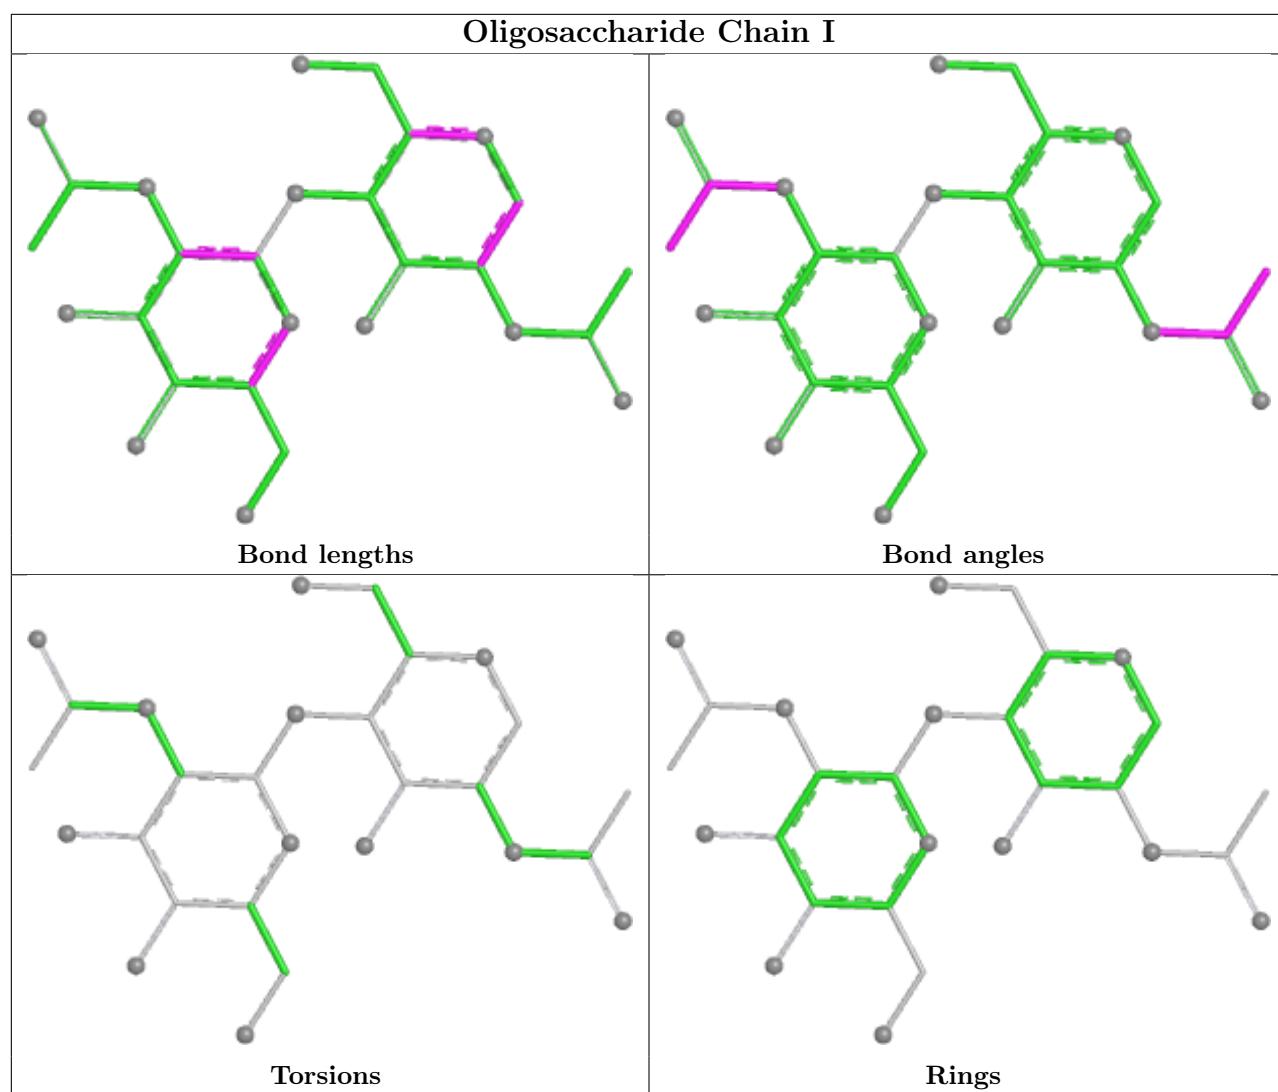 Oligosaccharide Chain I
Bond lengths
Bond angles
Torsions
Rings